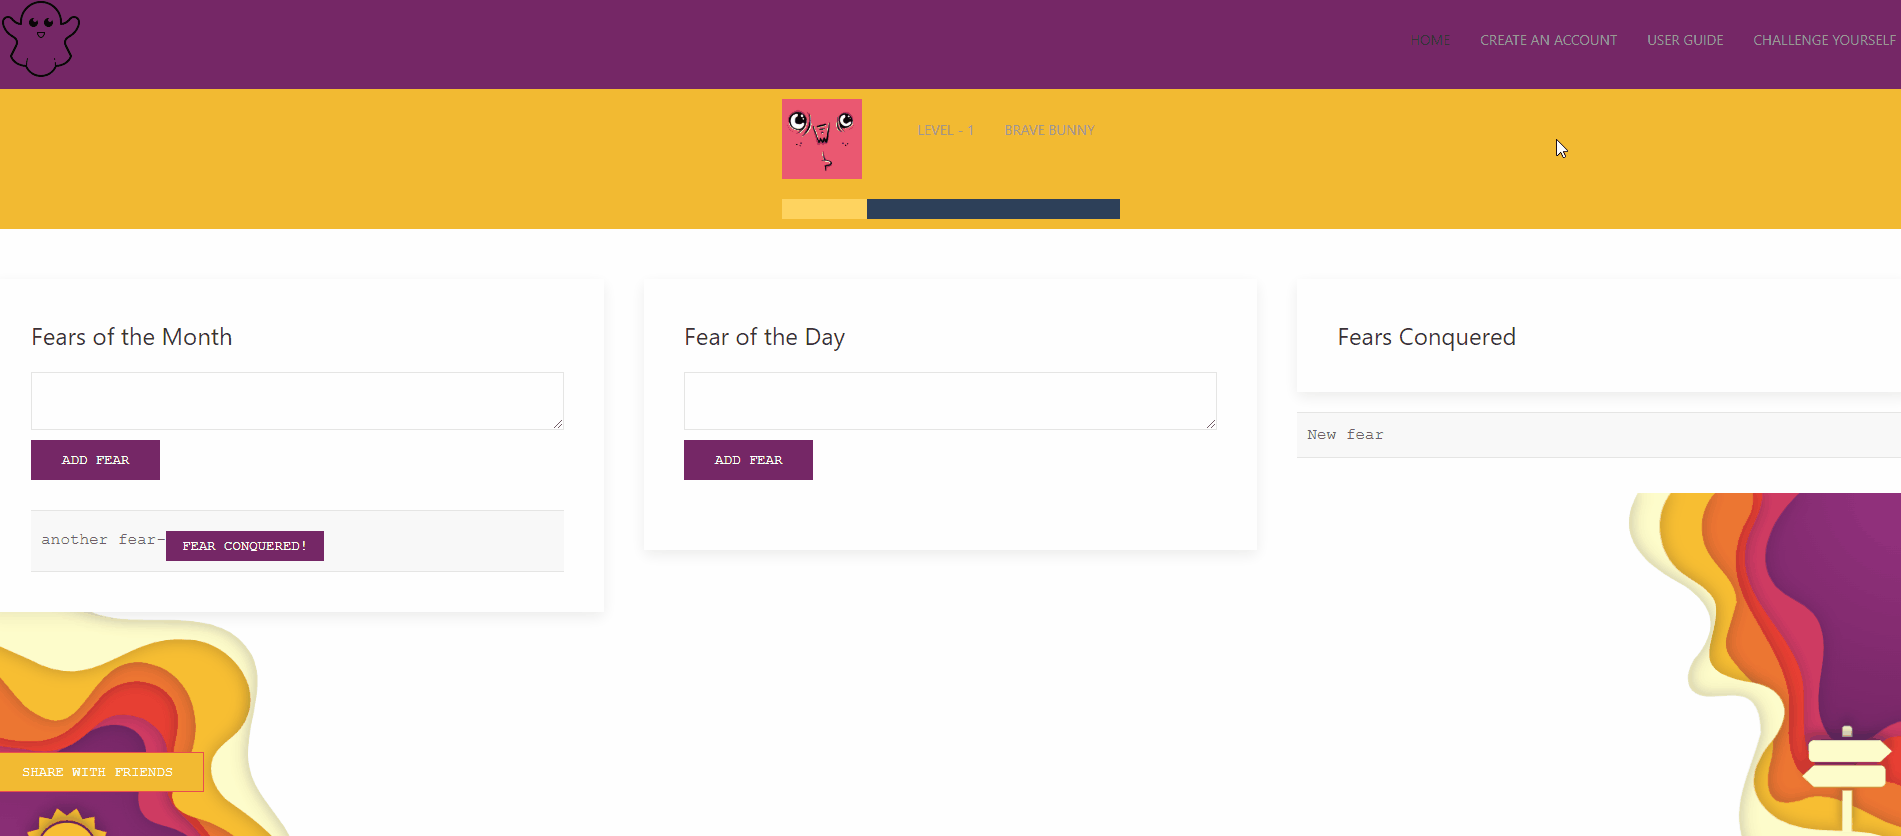 HOME CREATE AN ACCOUNT USER GUIDE CHALLENGE YOURSELF
LEVEL - 1 BRAVE BUNNY
Fears of the Month
ADD FEAR
another fear-
FEAR CONQUERED!
Fear of the Day
ADD FEAR
Fears Conquered
New fear
SHARE WITH FRIENDS